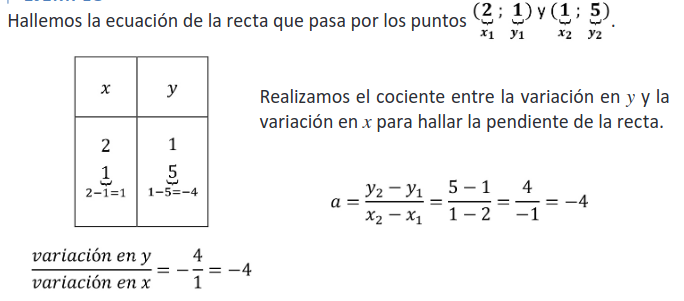 Hallemos la ecuación de la recta que pasa por los puntos (2 ; 1) y (1 ; 5).
x₁ y₁ x₂ y₂
x y
2 1
1 5
2−1=1 1−5=−4
Realizamos el cociente entre la variación en y y la
variación en x para hallar la pendiente de la recta.
a = (y₂ − y₁)/(x₂ − x₁) = (5 − 1)/(1 − 2) = 4/(−1) = −4
variación en y / variación en x = −4/1 = −4